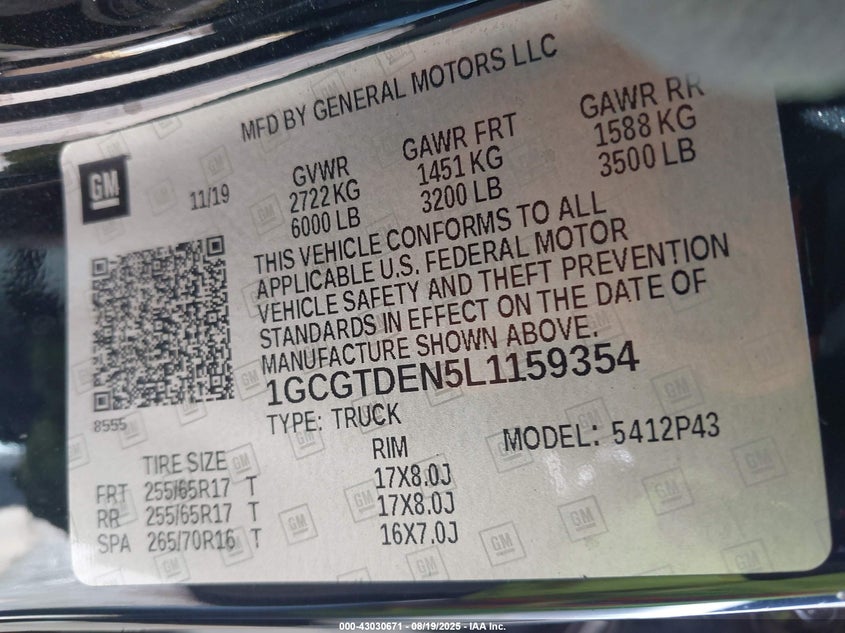 MFD BY GENERAL MOTORS LLC
GM
11/19
GVWR
2722 KG
6000 LB
GAWR FRT
1451 KG
3200 LB
GAWR RR
1588 KG
3500 LB
THIS VEHICLE CONFORMS TO ALL
APPLICABLE U.S. FEDERAL MOTOR
VEHICLE SAFETY AND THEFT PREVENTION
STANDARDS IN EFFECT ON THE DATE OF
MANUFACTURE SHOWN ABOVE.
1GCGTDEN5L1159354
8555
TYPE: TRUCK
MODEL: 5412P43
TIRE SIZE RIM
FRT 255/65R17 T 17X8.0J
RR 255/65R17 T 17X8.0J
SPA 265/70R16 T 16X7.0J
000-43030671 - 08/19/2025 - IAA Inc.